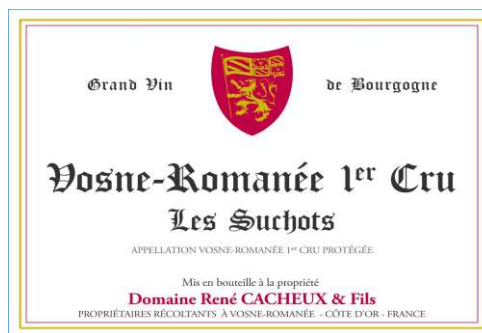 Grand Vin de Bourgogne
Vosne-Romanée 1er Cru
Les Suchots
APPELLATION VOSNE-ROMANÉE 1er CRU PROTÉGÉE
Mis en bouteille à la propriété
Domaine René CACHEUX & Fils
PROPRIÉTAIRES RÉCOLTANTS À VOSNE-ROMANÉE - CÔTE D'OR - FRANCE